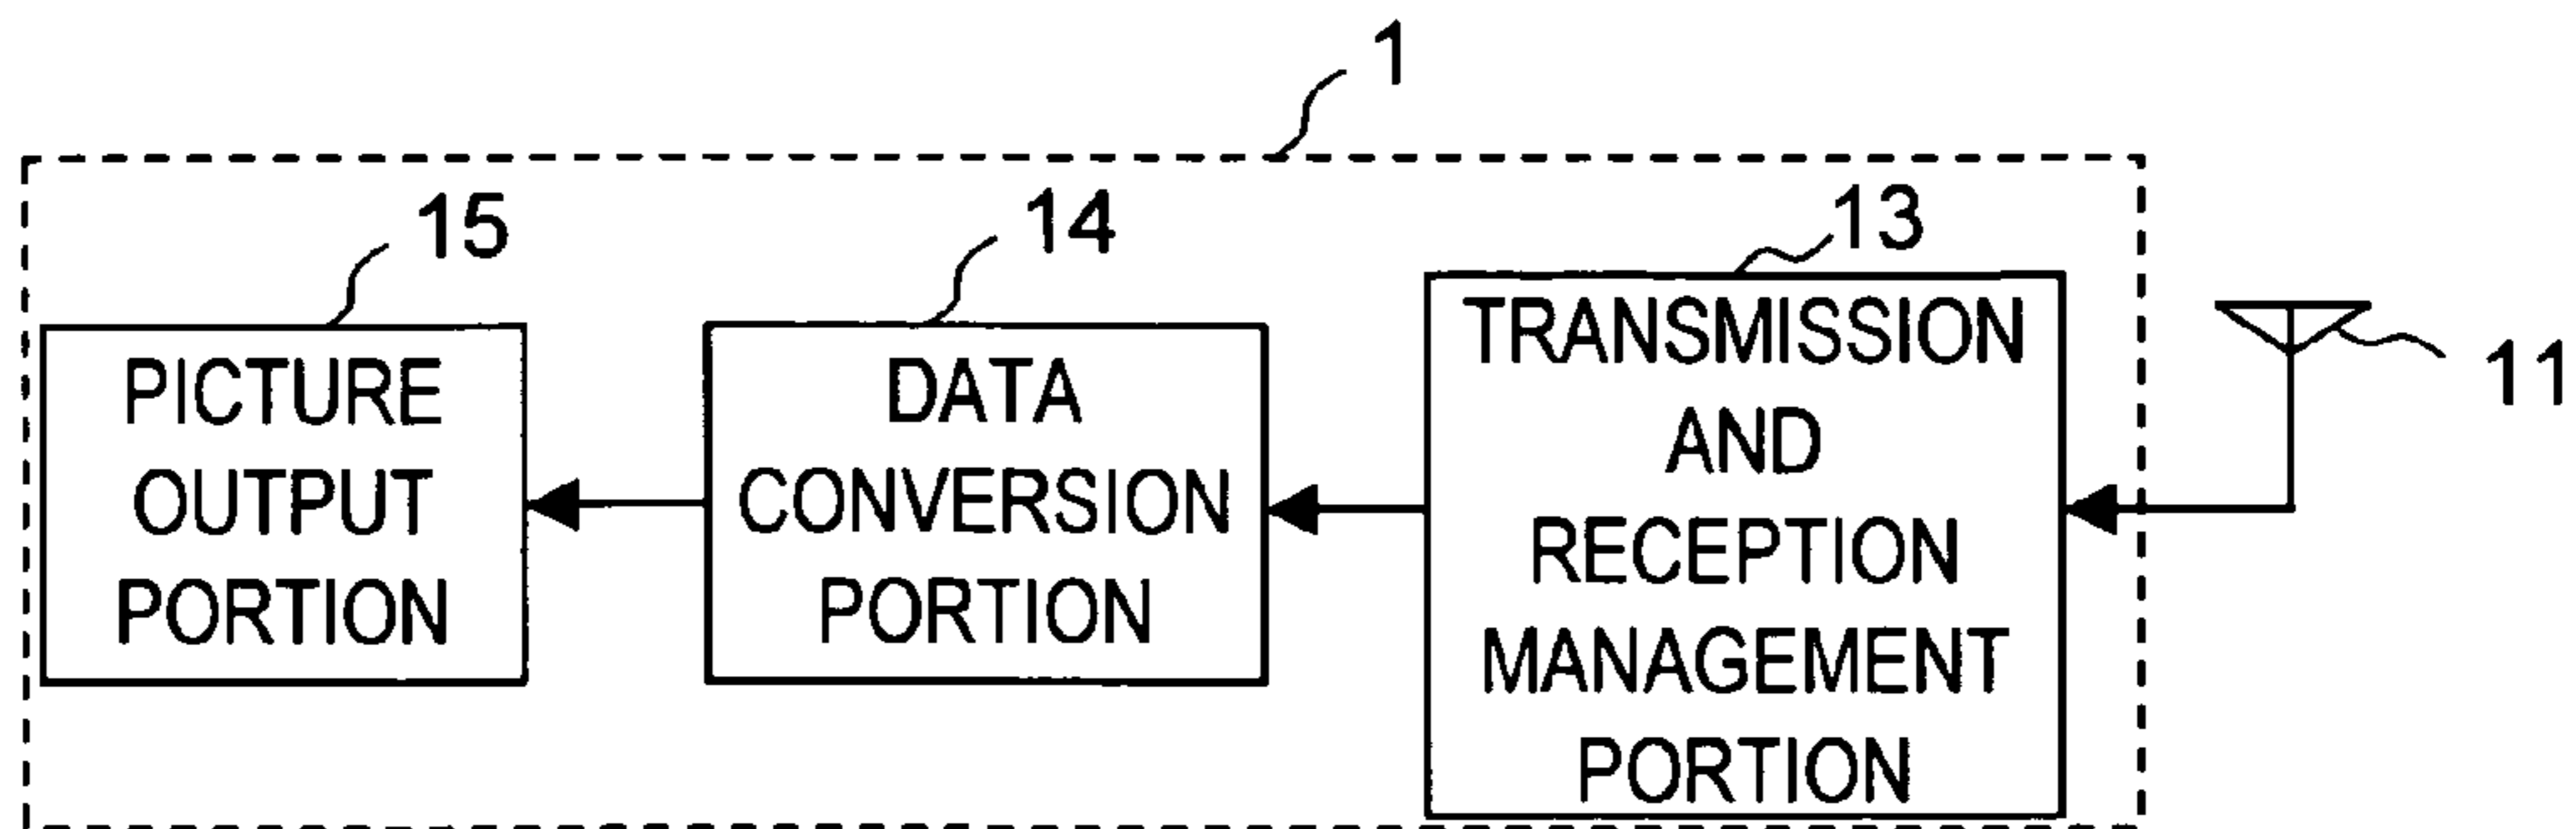 1
15
14
13
11
PICTURE
OUTPUT
PORTION
DATA
CONVERSION
PORTION
TRANSMISSION
AND
RECEPTION
MANAGEMENT
PORTION